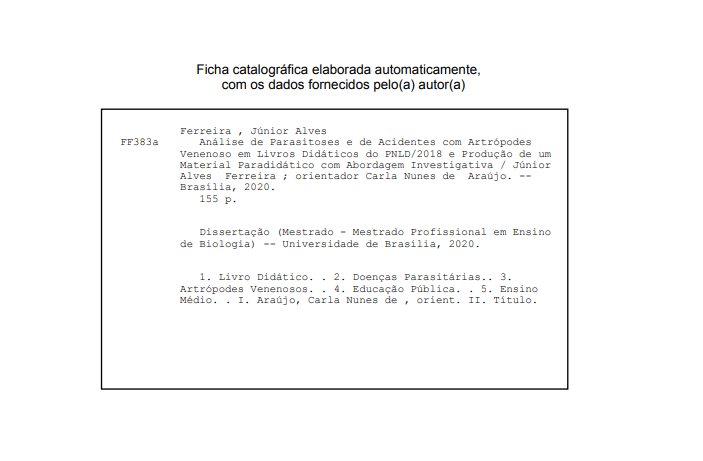 Ficha catalográfica elaborada automaticamente,
com os dados fornecidos pelo(a) autor(a)
Ferreira , Júnior Alves
FF383a Análise de Parasitoses e de Acidentes com Artrópodes
Venenoso em Livros Didáticos do PNLD/2018 e Produção de um
Material Paradidático com Abordagem Investigativa / Júnior
Alves Ferreira ; orientador Carla Nunes de Araújo. --
Brasília, 2020.
155 p.
Dissertação (Mestrado - Mestrado Profissional em Ensino
de Biologia) -- Universidade de Brasília, 2020.
1. Livro Didático. . 2. Doenças Parasitárias.. 3.
Artrópodes Venenosos. . 4. Educação Pública. . 5. Ensino
Médio. . I. Araújo, Carla Nunes de , orient. II. Título.